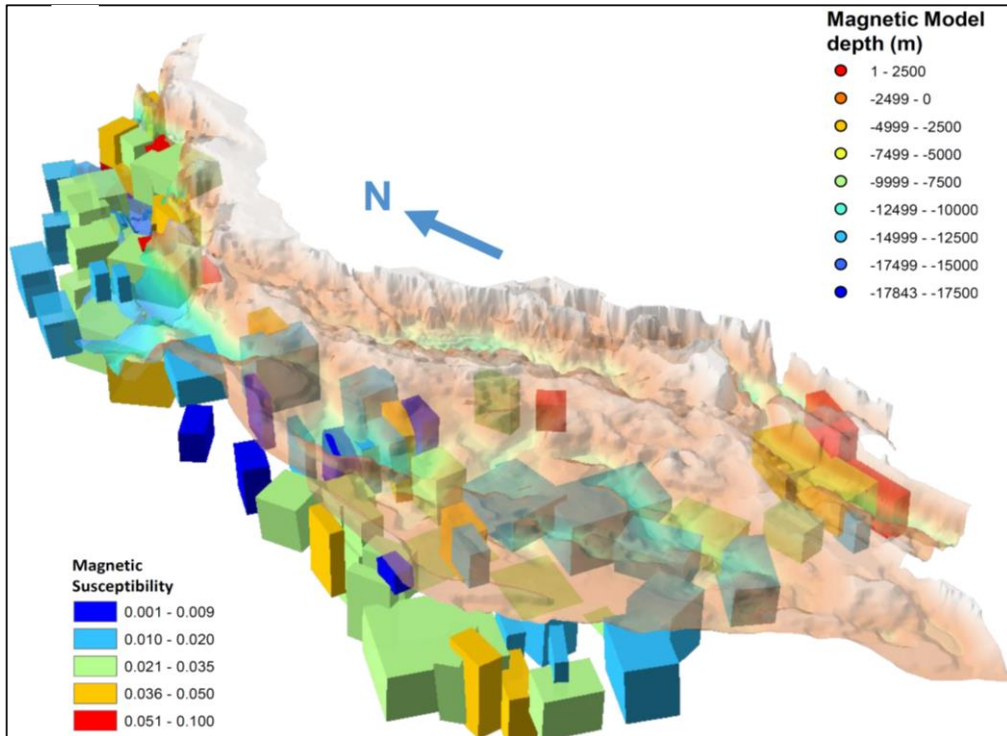 Magnetic Model
depth (m)
1 - 2500
-2499 - 0
-4999 - -2500
-7499 - -5000
-9999 - -7500
-12499 - -10000
-14999 - -12500
-17499 - -15000
-17843 - -17500
N
Magnetic
Susceptibility
0.001 - 0.009
0.010 - 0.020
0.021 - 0.035
0.036 - 0.050
0.051 - 0.100